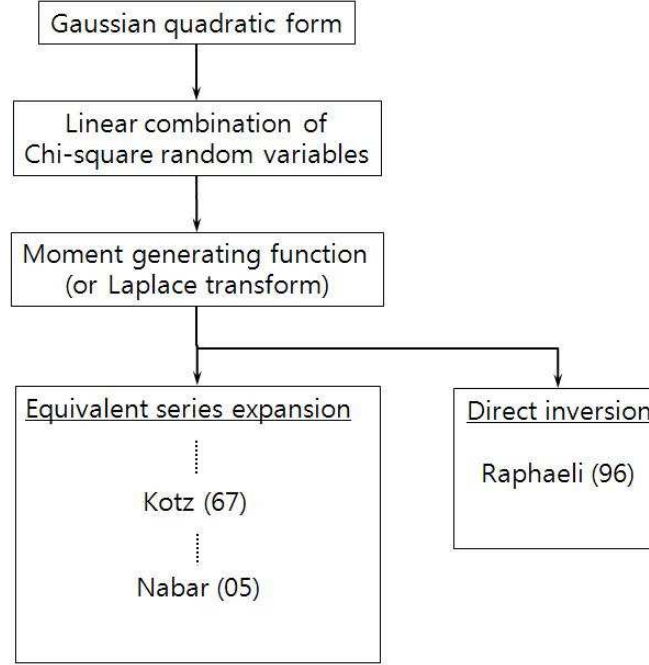 Gaussian quadratic form
Linear combination of
Chi-square random variables
Moment generating function
(or Laplace transform)
Equivalent series expansion
Kotz (67)
Nabar (05)
Direct inversion
Raphaeli (96)